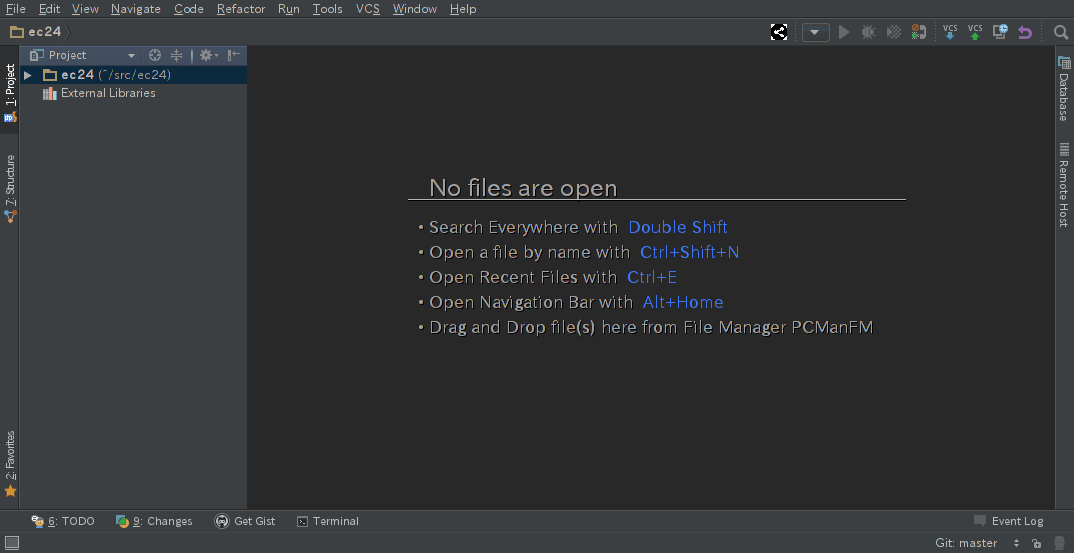 File Edit View Navigate Code Refactor Run Tools VCS Window Help
ec24
VCS VCS
Project
1: Project
ec24 (~/src/ec24)
External Libraries
7: Structure
2: Favorites
Database
Remote Host
No files are open
• Search Everywhere with Double Shift
• Open a file by name with Ctrl+Shift+N
• Open Recent Files with Ctrl+E
• Open Navigation Bar with Alt+Home
• Drag and Drop file(s) here from File Manager PCManFM
6: TODO 9: Changes Get Gist Terminal Event Log
Git: master